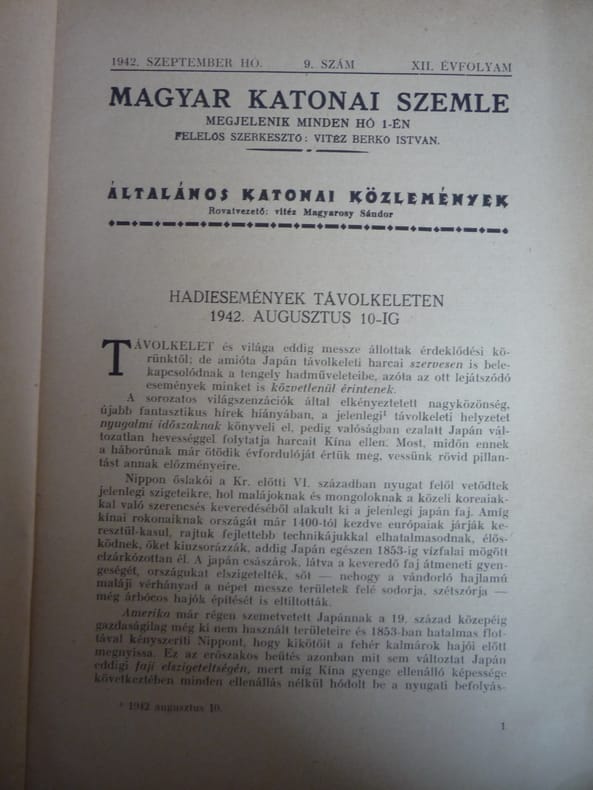 1942. SZEPTEMBER HÓ. 9. SZÁM XII. ÉVFOLYAM
MAGYAR KATONAI SZEMLE
MEGJELENIK MINDEN HÓ 1-ÉN
FELELŐS SZERKESZTŐ: VITÉZ BERKÓ ISTVÁN.
ÁLTALÁNOS KATONAI KÖZLEMÉNYEK
Rovatvezető: vitéz Magyarosy Sándor
HADIESEMÉNYEK TÁVOLKELETEN
1942. AUGUSZTUS 10-IG
TÁVOLKELET és világa eddig messze állottak érdeklődési kö-
rünktől; de amióta Japán távolkeleti harcai szervesen is bele-
kapcsolódnak a tengely hadműveleteibe, azóta az ott lejátszódó
események minket is közvetlenül érintenek.
A sorozatos világszenzációk által elkényeztetett nagyközönség,
újabb fantasztikus hírek hiányában, a jelenlegi¹ távolkeleti helyzetet
nyugalmi időszaknak könyveli el, pedig valóságban ezalatt Japán vál-
tozatlan hevességgel folytatja harcait Kína ellen. Most, midőn ennek
a háborúnak már ötödik évfordulóját értük meg, vessünk rövid pillan-
tást annak előzményeire.
Nippon őslakói a Kr. előtti VI. században nyugat felől vetődtek
jelenlegi szigeteikre, hol malájoknak és mongoloknak a közeli koreaiak-
kal való szerencsés keveredéséből alakult ki a jelenlegi japán faj. Amíg
kínai rokonaiknak országát már 1400-tól kezdve európaiak járják ke-
resztül-kasul, rajtuk fejlettebb technikájukkal elhatalmasodnak, élős-
ködnek, őket kiuzsorázzák, addig Japán egészen 1853-ig vízfalai mögött
elzárkózottan él. A japán császárok, látva a keveredő faj átmeneti gyen-
geségét, országukat elszigetelték, sőt — nehogy a vándorló hajlamú
maláji vérhányad a népet messze területek felé sodorja, szétszórja —
még árbócos hajók építését is eltiltották.
Amerika már régen szemetvetett Japánnak a 19. század közepéig
gazdaságilag még ki nem használt területeire és 1853-ban hatalmas flot-
tával kényszeríti Nippont, hogy kikötőit a fehér kalmárok hajói előtt
megnyissa. Ez az erőszakos beütés azonban mit sem változtat Japán
eddigi faji elszigeteltségén, mert míg Kína gyenge ellenálló képessége
következtében minden ellenállás nélkül hódolt be a nyugati befolyás-
¹ 1942 augusztus 10.
1